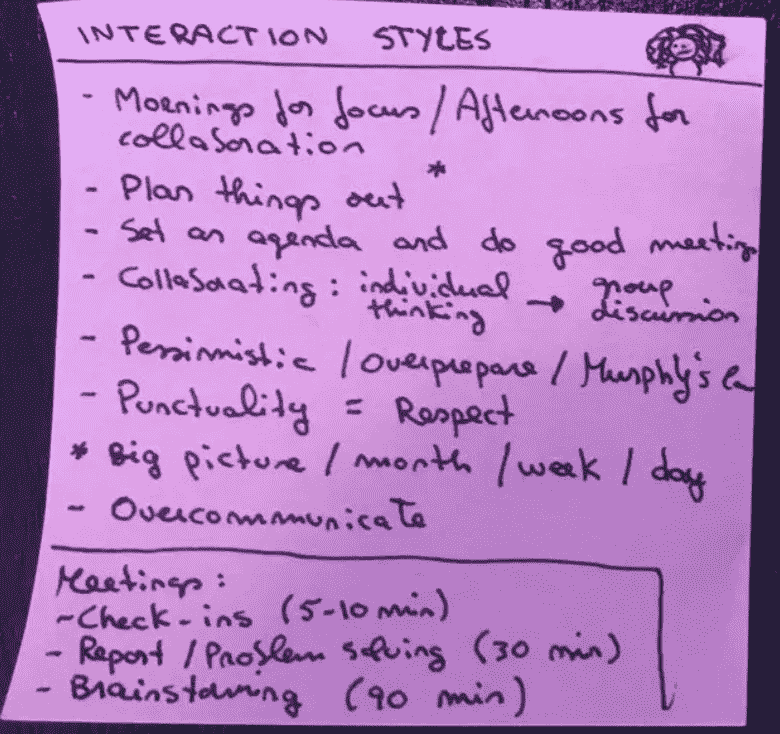 INTERACTION STYLES
- Mornings for focus / Afternoons for
collaboration
- Plan things out *
- Set an agenda and do good meetings
- Collaborating : individual thinking → group discussion
- Pessimistic / Overprepare / Murphy's law
- Punctuality = Respect
* Big picture / month / week / day
- Overcommunicate
Meetings :
- Check-ins (5-10 min)
- Report / Problem solving (30 min)
- Brainstorming (90 min)